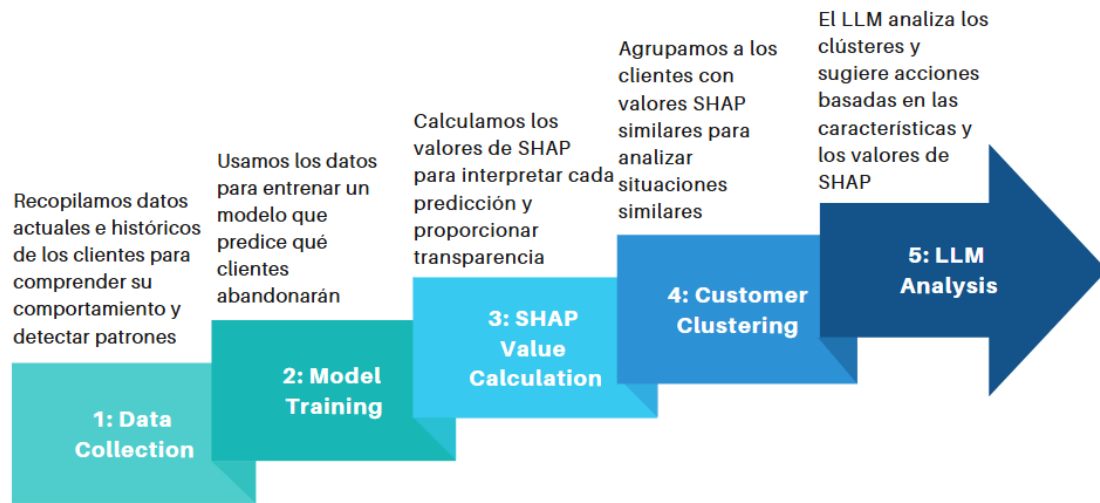 Recopilamos datos
actuales e históricos
de los clientes para
comprender su
comportamiento y
detectar patrones
1: Data
Collection
Usamos los datos
para entrenar un
modelo que
predice qué
clientes
abandonarán
2: Model
Training
Calculamos los
valores de SHAP
para interpretar cada
predicción y
proporcionar
transparencia
3: SHAP
Value
Calculation
Agrupamos a los
clientes con
valores SHAP
similares para
analizar
situaciones
similares
4: Customer
Clustering
El LLM analiza los
clústeres y
sugiere acciones
basadas en las
características y
los valores de
SHAP
5: LLM
Analysis